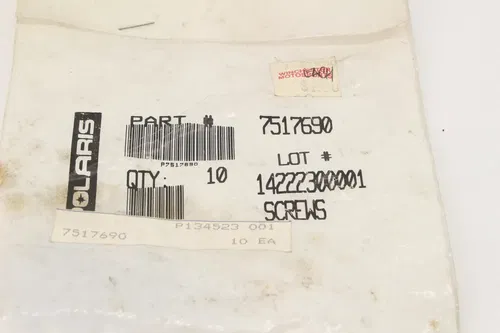 PART # 7517690
P7517690
LOT #
QTY: 10 14222300001
SCREWS
POLARIS
P134523 001
7517690
10 EA